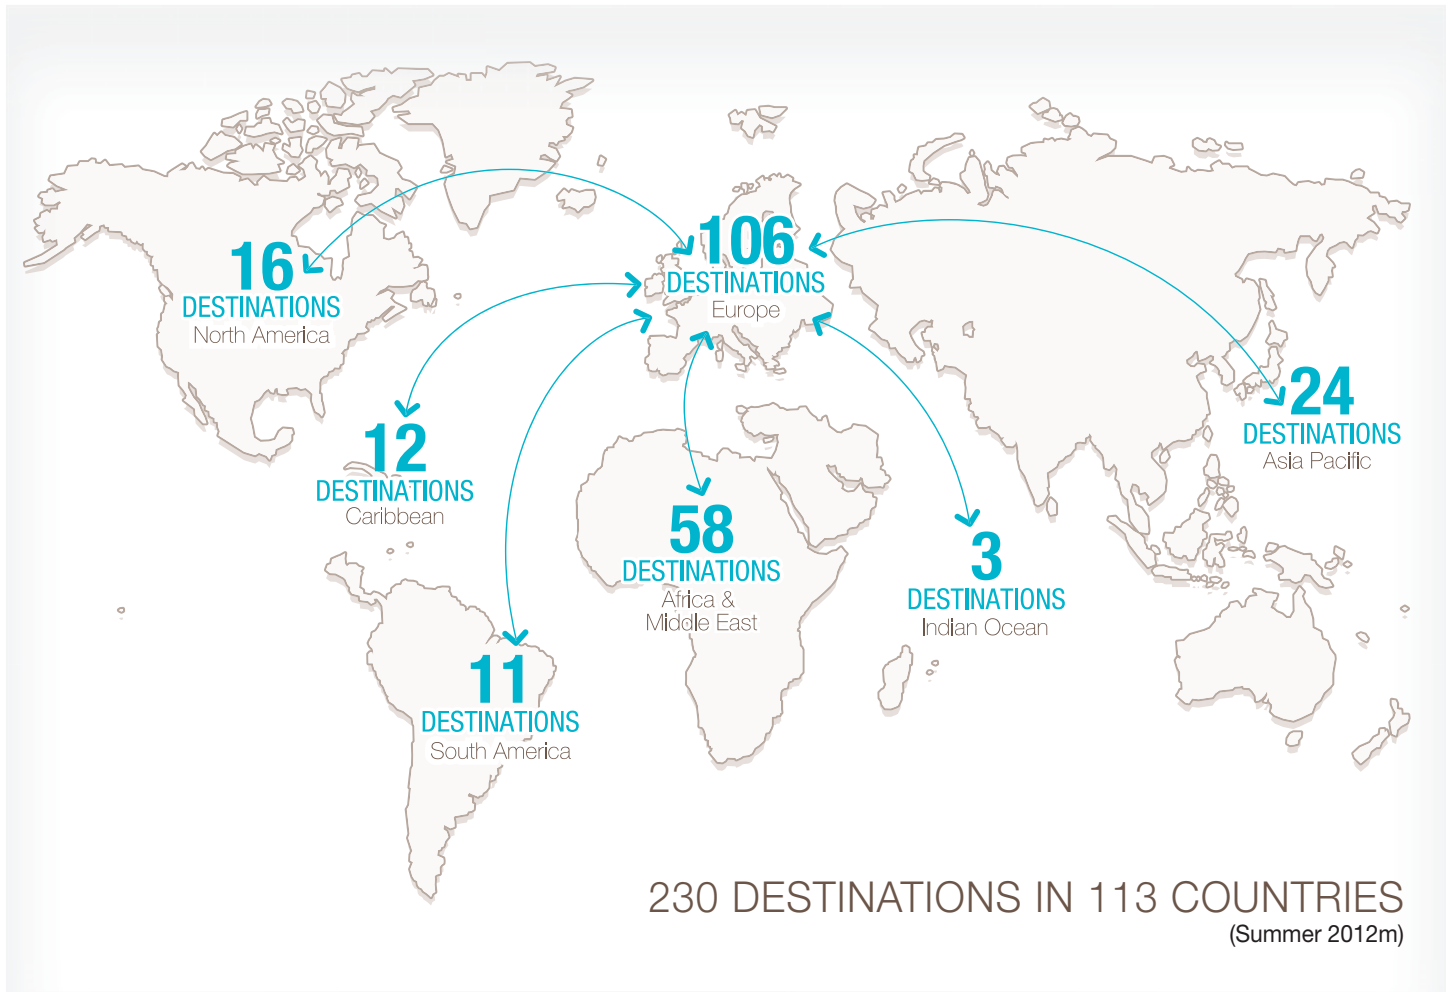 106
DESTINATIONS
Europe
16
DESTINATIONS
North America
24
DESTINATIONS
Asia Pacific
12
DESTINATIONS
Caribbean
58
DESTINATIONS
Africa &
Middle East
3
DESTINATIONS
Indian Ocean
11
DESTINATIONS
South America
230 DESTINATIONS IN 113 COUNTRIES
(Summer 2012m)